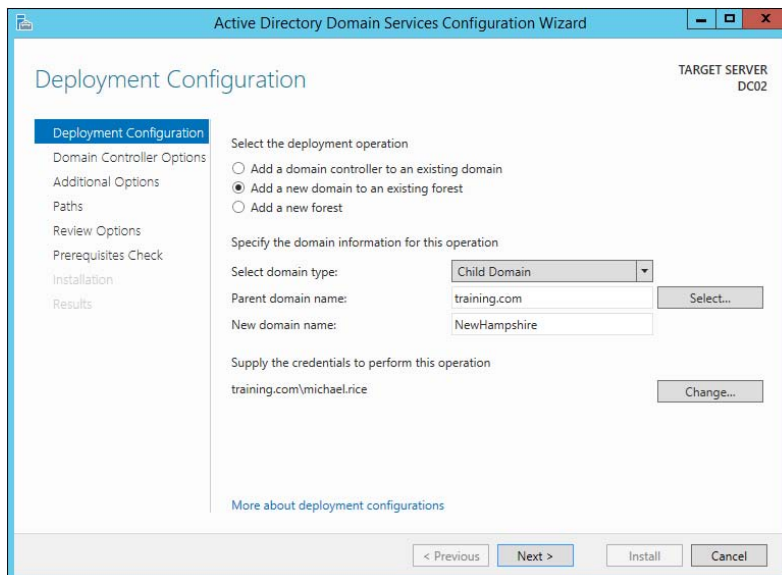 Active Directory Domain Services Configuration Wizard
Deployment Configuration
TARGET SERVER
DC02
Deployment Configuration
Domain Controller Options
Additional Options
Paths
Review Options
Prerequisites Check
Installation
Results
Select the deployment operation
Add a domain controller to an existing domain
Add a new domain to an existing forest
Add a new forest
Specify the domain information for this operation
Select domain type: Child Domain
Parent domain name: training.com Select...
New domain name: NewHampshire
Supply the credentials to perform this operation
training.com\michael.rice Change...
More about deployment configurations
< Previous Next > Install Cancel